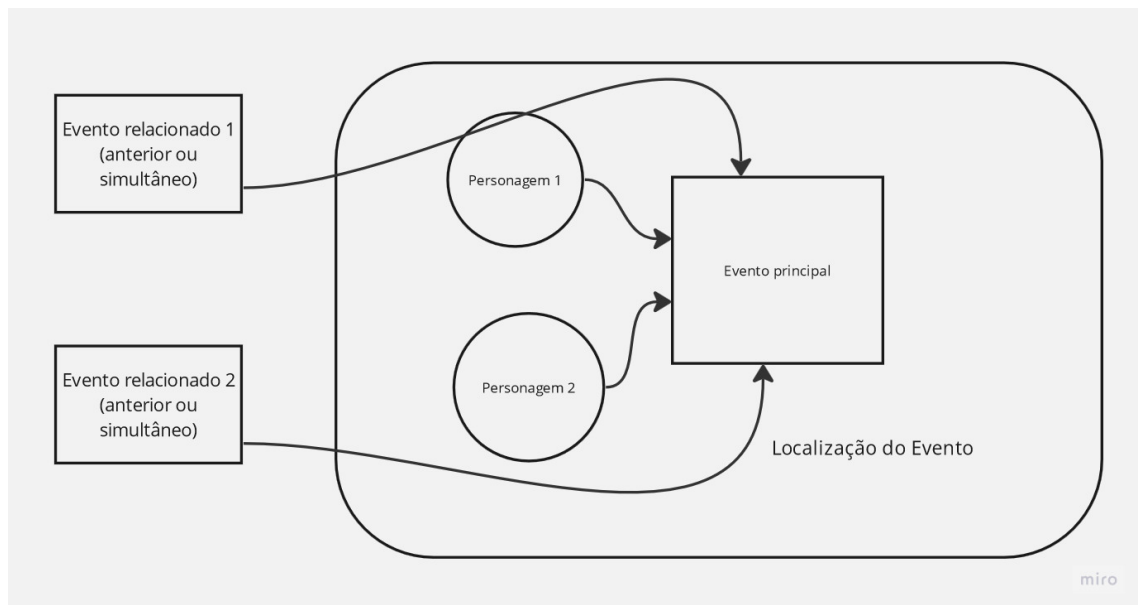 Evento relacionado 1
(anterior ou
simultâneo)
Personagem 1
Evento principal
Evento relacionado 2
(anterior ou
simultâneo)
Personagem 2
Localização do Evento
miro